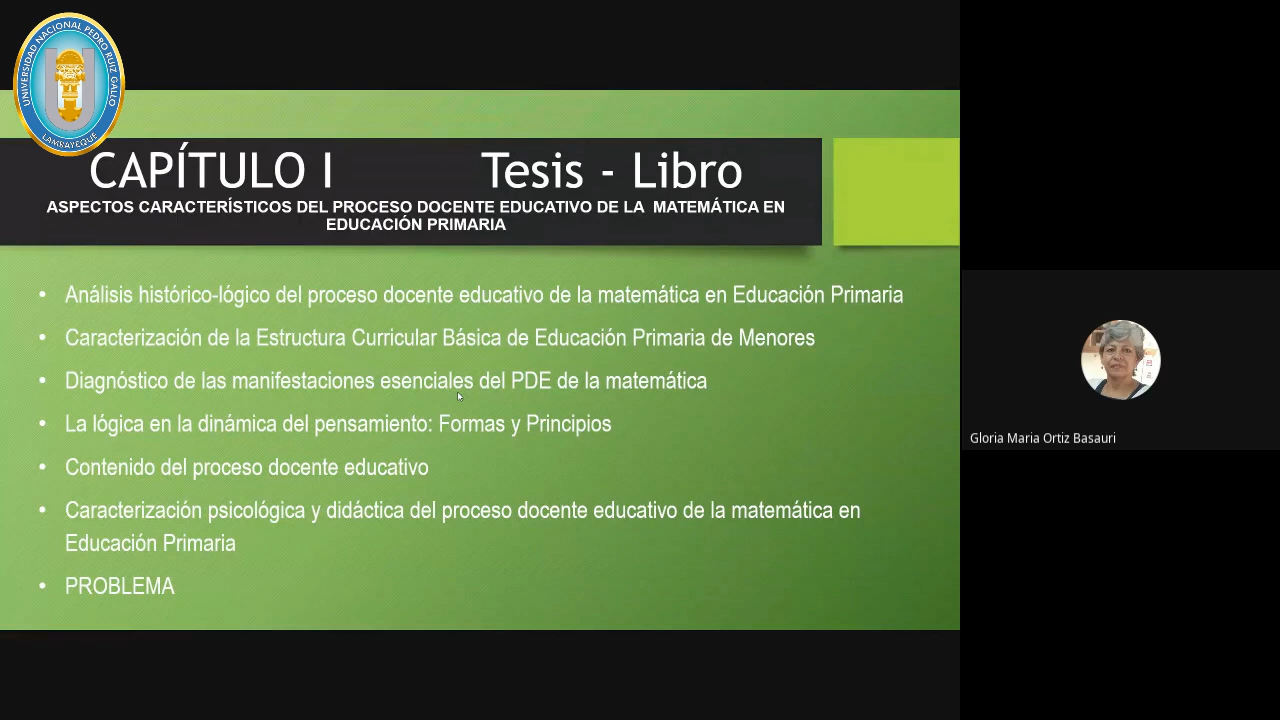 UNIVERSIDAD NACIONAL PEDRO RUIZ GALLO
LAMBAYEQUE
CAPÍTULO I Tesis - Libro
ASPECTOS CARACTERÍSTICOS DEL PROCESO DOCENTE EDUCATIVO DE LA MATEMÁTICA EN
EDUCACIÓN PRIMARIA
• Análisis histórico-lógico del proceso docente educativo de la matemática en Educación Primaria
• Caracterización de la Estructura Curricular Básica de Educación Primaria de Menores
• Diagnóstico de las manifestaciones esenciales del PDE de la matemática
• La lógica en la dinámica del pensamiento: Formas y Principios
• Contenido del proceso docente educativo
• Caracterización psicológica y didáctica del proceso docente educativo de la matemática en
Educación Primaria
• PROBLEMA
Gloria Maria Ortiz Basauri